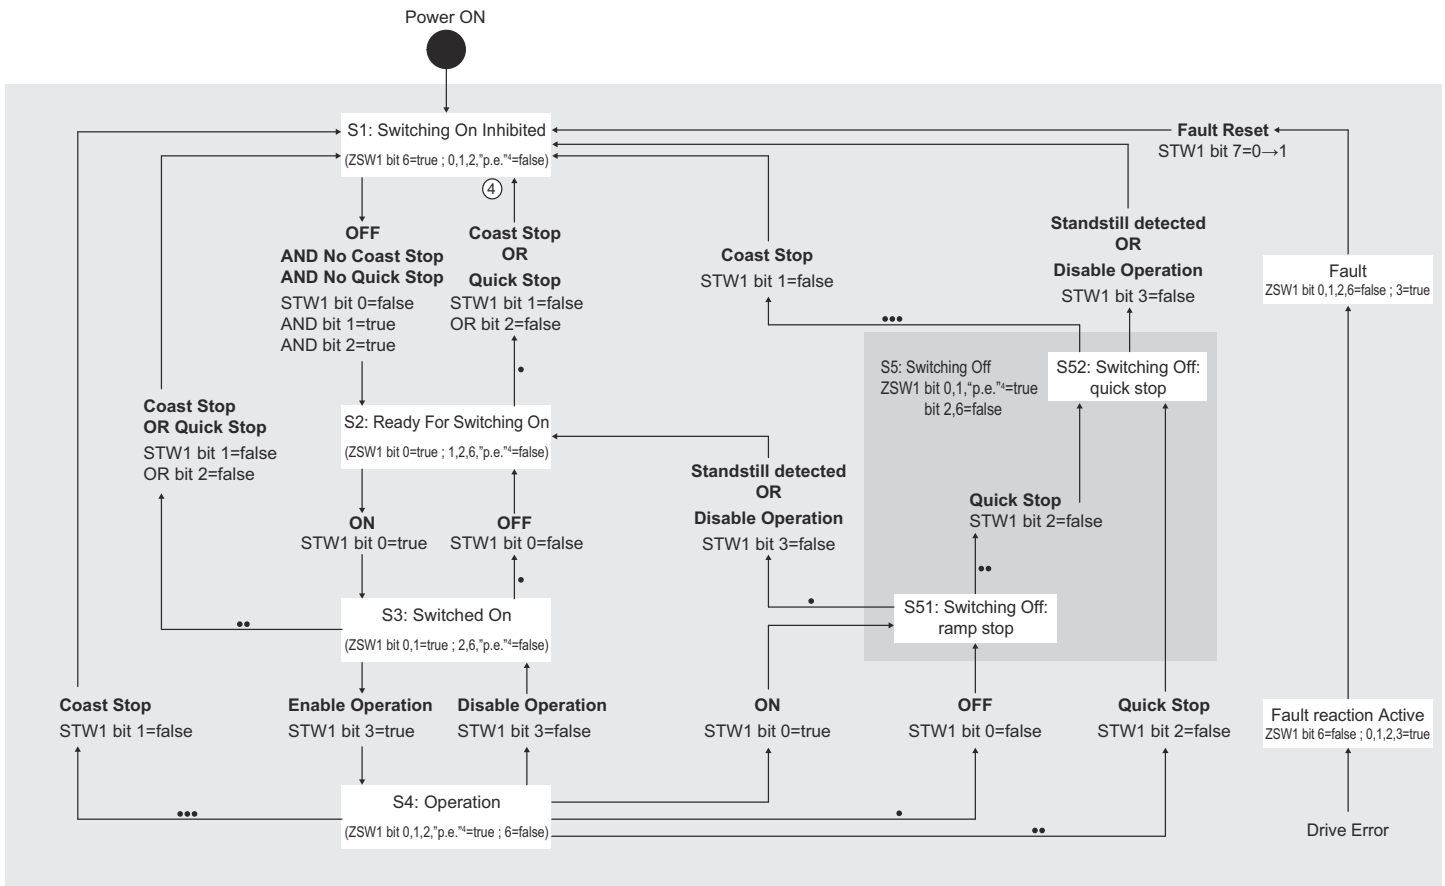 Power ON
S1: Switching On Inhibited
(ZSW1 bit 6=true ; 0,1,2,"p.e."⁴=false)
4
Fault Reset
STW1 bit 7=0→1
OFF
AND No Coast Stop
AND No Quick Stop
STW1 bit 0=false
AND bit 1=true
AND bit 2=true
Coast Stop
OR
Quick Stop
STW1 bit 1=false
OR bit 2=false
Coast Stop
STW1 bit 1=false
Standstill detected
OR
Disable Operation
STW1 bit 3=false
Fault
ZSW1 bit 0,1,2,6=false ; 3=true
S5: Switching Off
ZSW1 bit 0,1,"p.e."⁴=true
bit 2,6=false
S52: Switching Off:
quick stop
Coast Stop
OR Quick Stop
STW1 bit 1=false
OR bit 2=false
S2: Ready For Switching On
(ZSW1 bit 0=true ; 1,2,6,"p.e."⁴=false)
Standstill detected
OR
Disable Operation
STW1 bit 3=false
Quick Stop
STW1 bit 2=false
ON
STW1 bit 0=true
OFF
STW1 bit 0=false
S3: Switched On
(ZSW1 bit 0,1=true ; 2,6,"p.e."⁴=false)
S51: Switching Off:
ramp stop
Coast Stop
STW1 bit 1=false
Enable Operation
STW1 bit 3=true
Disable Operation
STW1 bit 3=false
ON
STW1 bit 0=true
OFF
STW1 bit 0=false
Quick Stop
STW1 bit 2=false
Fault reaction Active
ZSW1 bit 6=false ; 0,1,2,3=true
S4: Operation
(ZSW1 bit 0,1,2,"p.e."⁴=true ; 6=false)
Drive Error